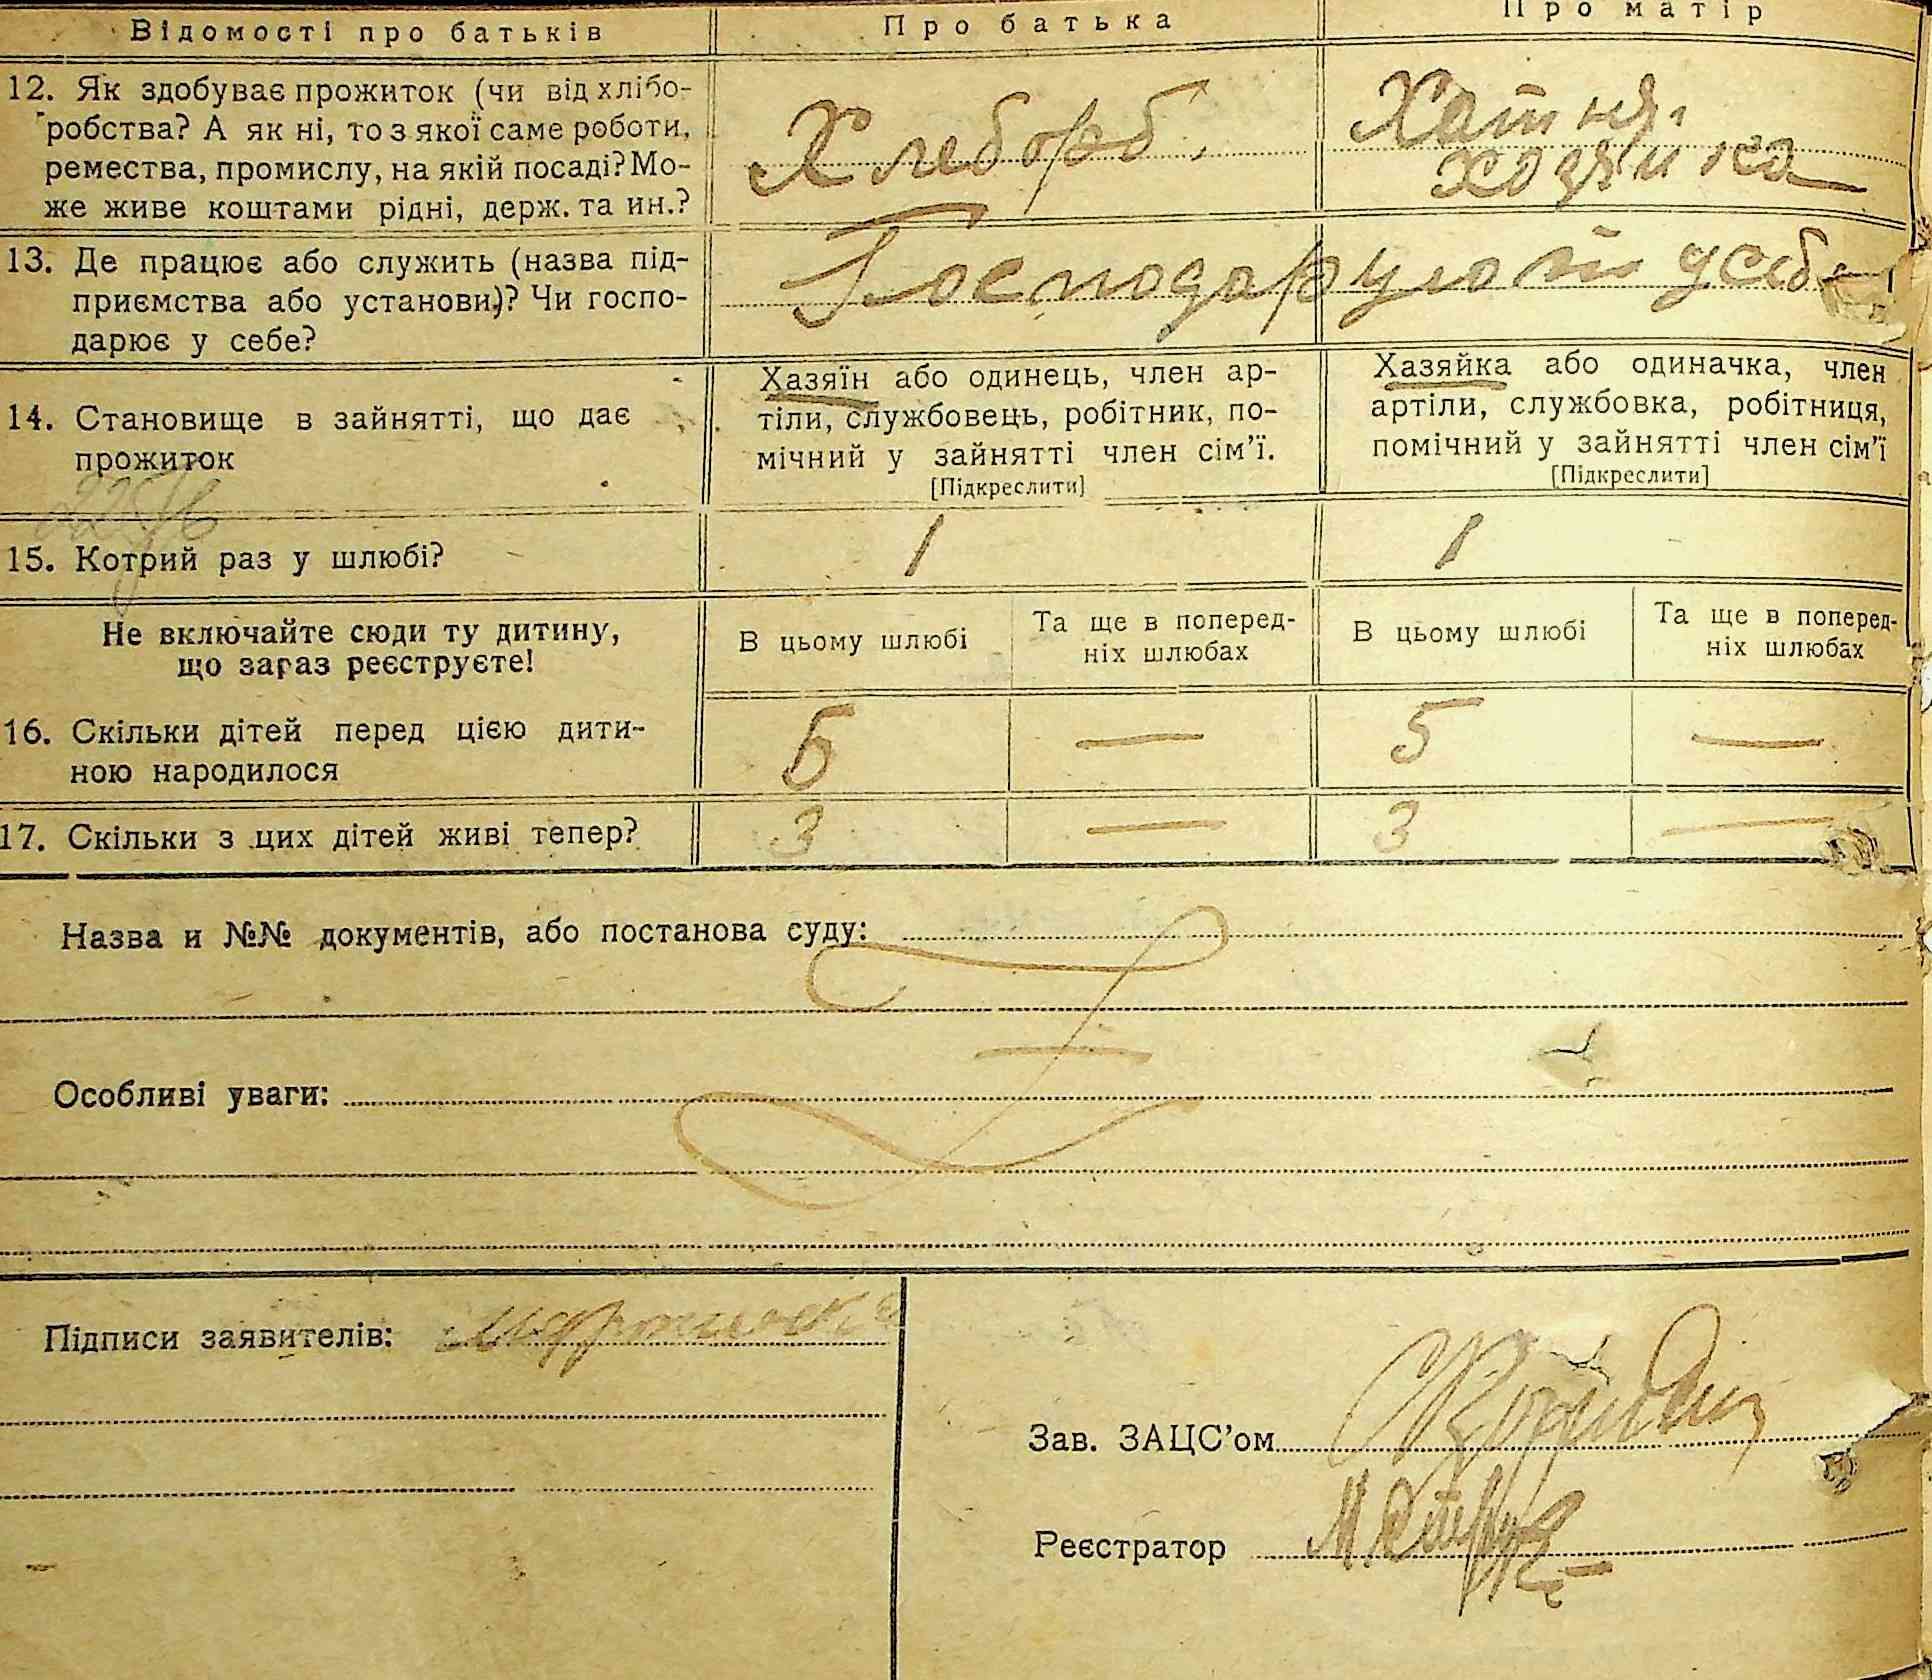 Відомості про батьків
Про батька
Про матір
12. Як здобуває прожиток (чи від хлібо-
робства? А як ні, то з якої саме роботи,
ремества, промислу, на якій посаді? Мо-
же живе коштами рідні, держ. та ин.?
Хлебороб.
Хатня
хозяйка
13. Де працює або служить (назва під-
приємства або установи)? Чи госпо-
дарює у себе?
Господарують у себе
14. Становище в зайнятті, що дає
прожиток
Хазяїн або одинець, член ар-
тіли, службовець, робітник, по-
мічний у зайнятті член сім'ї.
[Підкреслити]
Хазяйка або одиначка, член
артіли, службовка, робітниця,
помічний у зайнятті член сім'ї
[Підкреслити]
15. Котрий раз у шлюбі?
1
1
Не включайте сюди ту дитину,
що зараз реєструєте!
В цьому шлюбі
Та ще в поперед-
ніх шлюбах
В цьому шлюбі
Та ще в поперед-
ніх шлюбах
16. Скільки дітей перед цією дити-
ною народилося
5
—
5
—
17. Скільки з цих дітей живі тепер?
3
—
3
—
Назва и №№ документів, або постанова суду:
Особливі уваги:
Підписи заявителів:
Зав. ЗАЦС'ом
Реєстратор